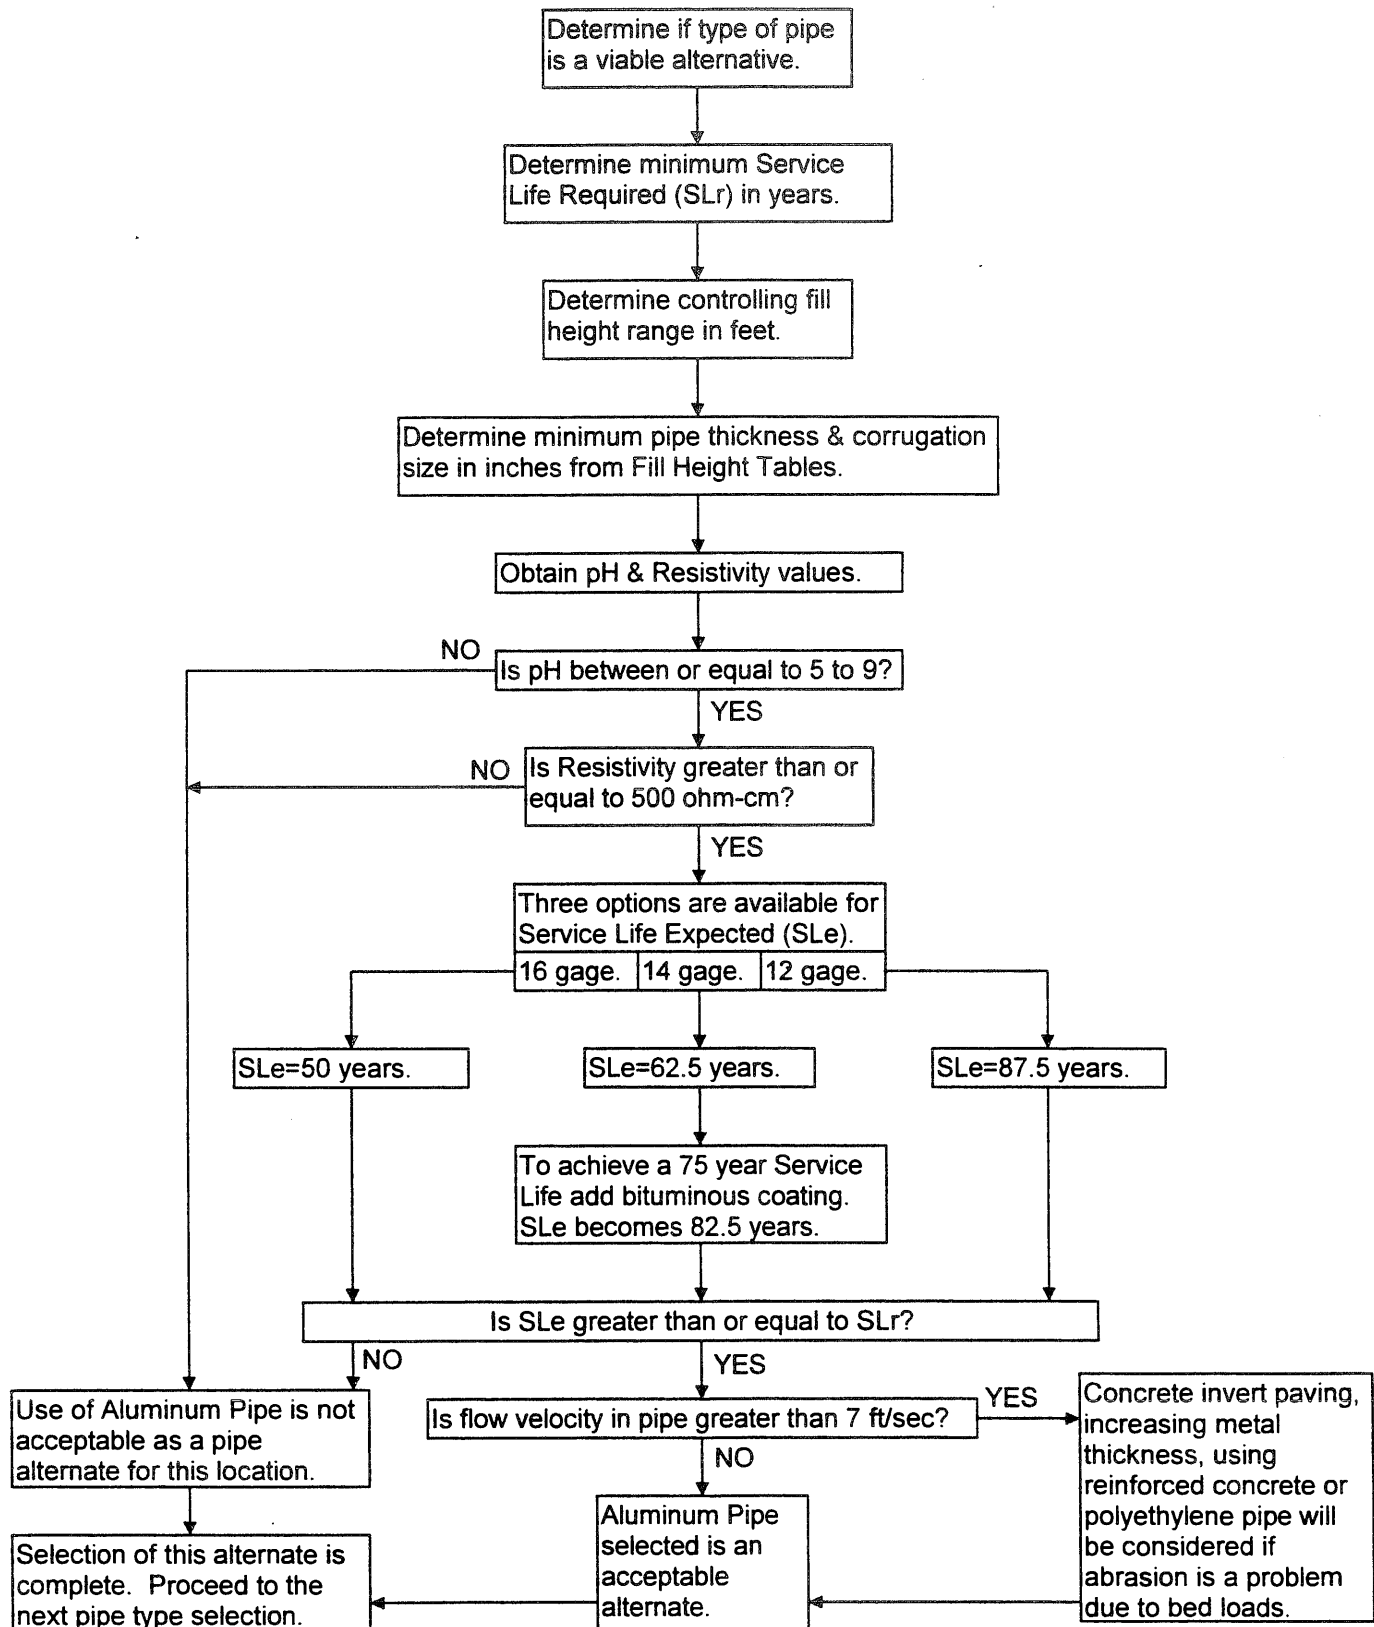 Determine if type of pipe
is a viable alternative.
Determine minimum Service
Life Required (SLr) in years.
Determine controlling fill
height range in feet.
Determine minimum pipe thickness & corrugation
size in inches from Fill Height Tables.
Obtain pH & Resistivity values.
NO
Is pH between or equal to 5 to 9?
YES
NO
Is Resistivity greater than or
equal to 500 ohm-cm?
YES
Three options are available for
Service Life Expected (SLe).
16 gage. 14 gage. 12 gage.
SLe=50 years. SLe=62.5 years. SLe=87.5 years.
To achieve a 75 year Service
Life add bituminous coating.
SLe becomes 82.5 years.
Is SLe greater than or equal to SLr?
NO
YES
Use of Aluminum Pipe is not
acceptable as a pipe
alternate for this location.
Is flow velocity in pipe greater than 7 ft/sec?
YES
NO
Concrete invert paving,
increasing metal
thickness, using
reinforced concrete or
polyethylene pipe will
be considered if
abrasion is a problem
due to bed loads.
Aluminum Pipe
selected is an
acceptable
alternate.
Selection of this alternate is
complete. Proceed to the
next pipe type selection.